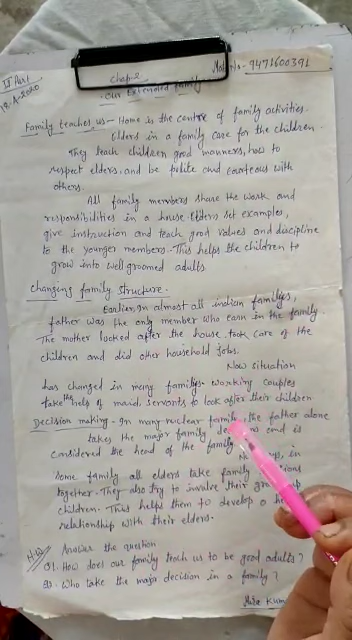 II Part
18-4-2020
Mob No- 9471600391
Chap-2
Our Extended Family
Family teaches us - Home is the centre of family activities.
Elders in a family care for the children.
They teach children good manners, how to
respect elders, and be polite and courteous with
others.
All family members share the work and
responsibilities in a house. Elders set examples,
give instruction and teach good values and discipline
to the younger members. This helps the children to
grow into well groomed adults.
Changing family structure.
Earlier, In almost all indian families,
father was the only member who earn in the family
The mother looked after the house, took care of the
children and did other household jobs.
Now situation
has changed in many families. Working couples
take the help of maid, servants to look after their children
Decision making - In many nuclear family, the father alone
takes the major family and is
considered the head of the family
in
some family all elders take family
together. They also try to involve their up
children. Thus helps them to develop a
relationship with their elders.
H.W Answer the question
Q1. How does our family teach us to be good adults?
Q2. Who take the major decision in a family?